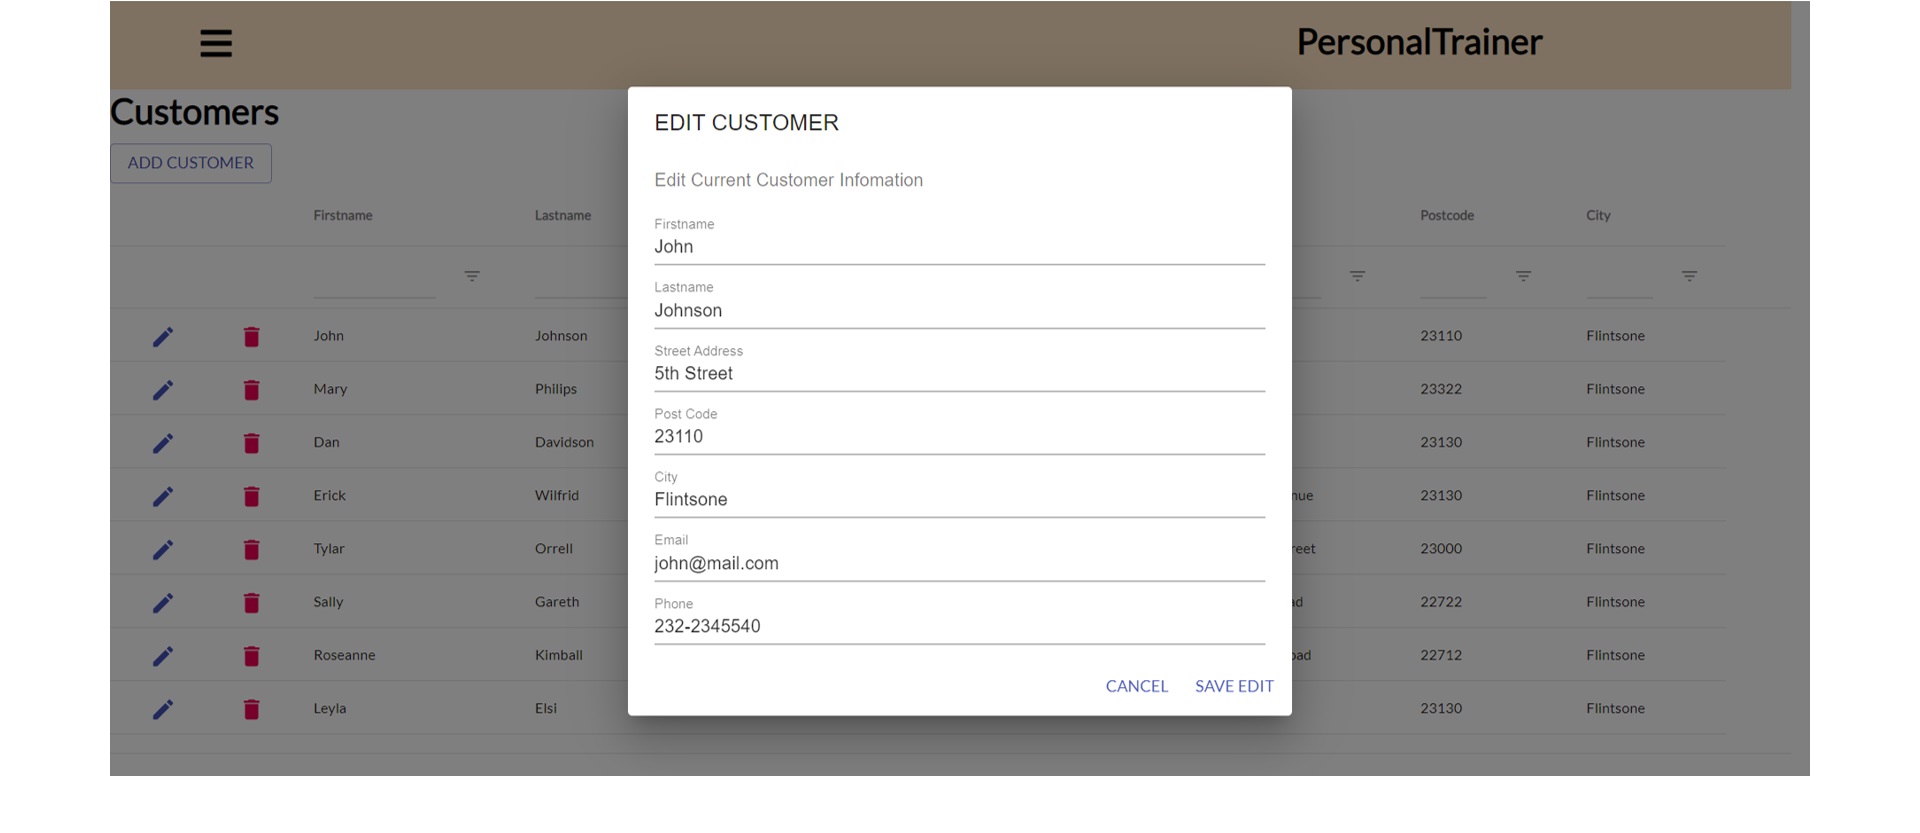 PersonalTrainer
Customers
ADD CUSTOMER
Firstname Lastname Postcode City
John Johnson 23110 Flintsone
Mary Philips 23322 Flintsone
Dan Davidson 23130 Flintsone
Erick Wilfrid 23130 Flintsone
Tylar Orrell 23000 Flintsone
Sally Gareth 22722 Flintsone
Roseanne Kimball 22712 Flintsone
Leyla Elsi 23130 Flintsone
EDIT CUSTOMER
Edit Current Customer Infomation
Firstname
John
Lastname
Johnson
Street Address
5th Street
Post Code
23110
City
Flintsone
Email
john@mail.com
Phone
232-2345540
CANCEL SAVE EDIT